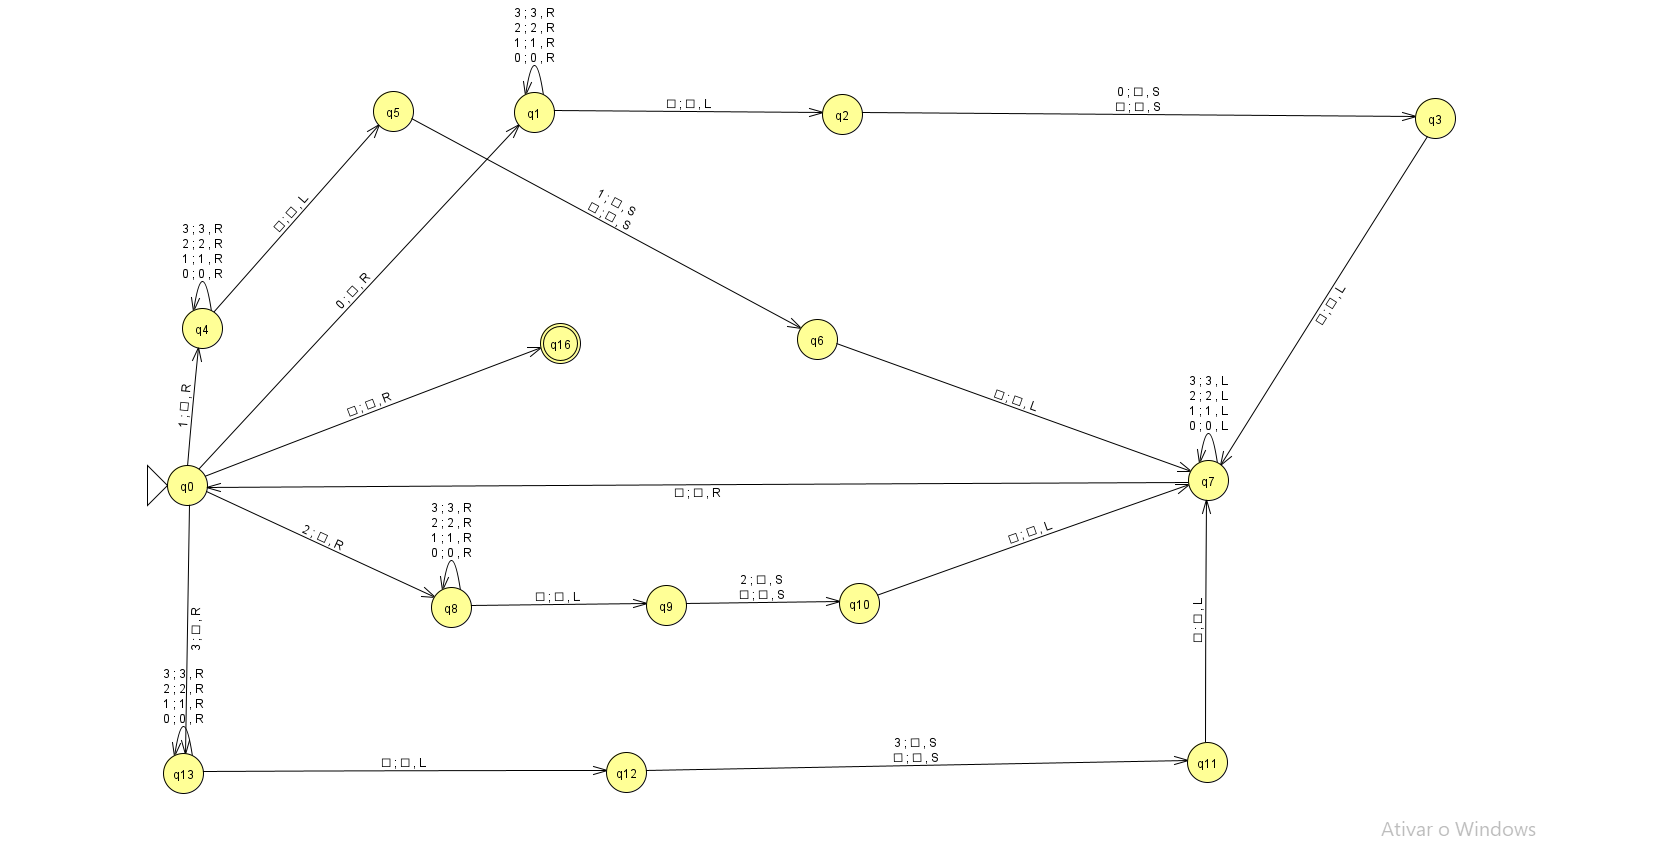 3 ; 3 , R
2 ; 2 , R
1 ; 1 , R
0 ; 0 , R
q5
q1
□ ; □ , L
q2
0 ; □ , S
□ ; □ , S
q3
□ ; □ , L
1 ; □ , S
□ ; □ , S
3 ; 3 , R
2 ; 2 , R
1 ; 1 , R
0 ; 0 , R
q4
0 ; □ , R
□ ; □ , L
q16
q6
1 ; □ , R
□ ; □ , R
□ ; □ , L
3 ; 3 , L
2 ; 2 , L
1 ; 1 , L
0 ; 0 , L
q0
q7
□ ; □ , R
2 ; □ , R
3 ; 3 , R
2 ; 2 , R
1 ; 1 , R
0 ; 0 , R
□ ; □ , L
q8
□ ; □ , L
q9
2 ; □ , S
□ ; □ , S
q10
3 ; □ , R
□ ; □ , L
3 ; 3 , R
2 ; 2 , R
1 ; 1 , R
0 ; 0 , R
q13
□ ; □ , L
q12
3 ; □ , S
□ ; □ , S
q11
Ativar o Windows